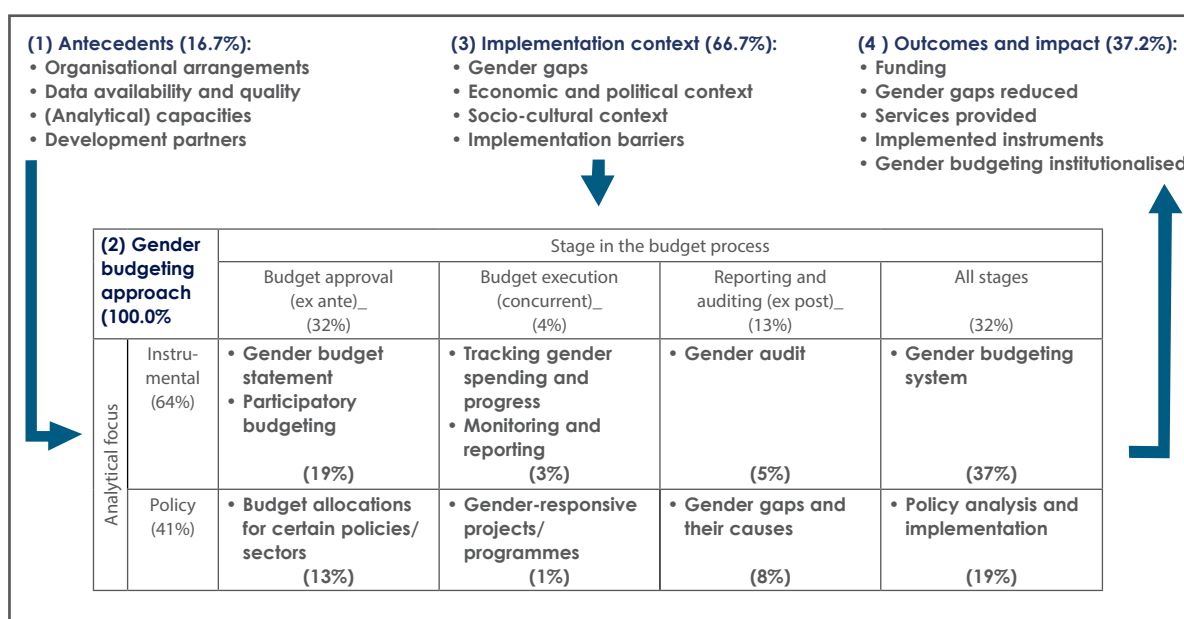 (1) Antecedents (16.7%):
• Organisational arrangements
• Data availability and quality
• (Analytical) capacities
• Development partners
(3) Implementation context (66.7%):
• Gender gaps
• Economic and political context
• Socio-cultural context
• Implementation barriers
(4 ) Outcomes and impact (37.2%):
• Funding
• Gender gaps reduced
• Services provided
• Implemented instruments
• Gender budgeting institutionalised
(2) Gender
budgeting
approach
(100.0%
Stage in the budget process
Budget approval
(ex ante)_
(32%)
Budget execution
(concurrent)_
(4%)
Reporting and
auditing (ex post)_
(13%)
All stages
(32%)
Analytical focus
Instru-
mental
(64%)
• Gender budget
statement
• Participatory
budgeting
(19%)
• Tracking gender
spending and
progress
• Monitoring and
reporting
(3%)
• Gender audit
(5%)
• Gender budgeting
system
(37%)
Policy
(41%)
• Budget allocations
for certain policies/
sectors
(13%)
• Gender-responsive
projects/
programmes
(1%)
• Gender gaps and
their causes
(8%)
• Policy analysis and
implementation
(19%)